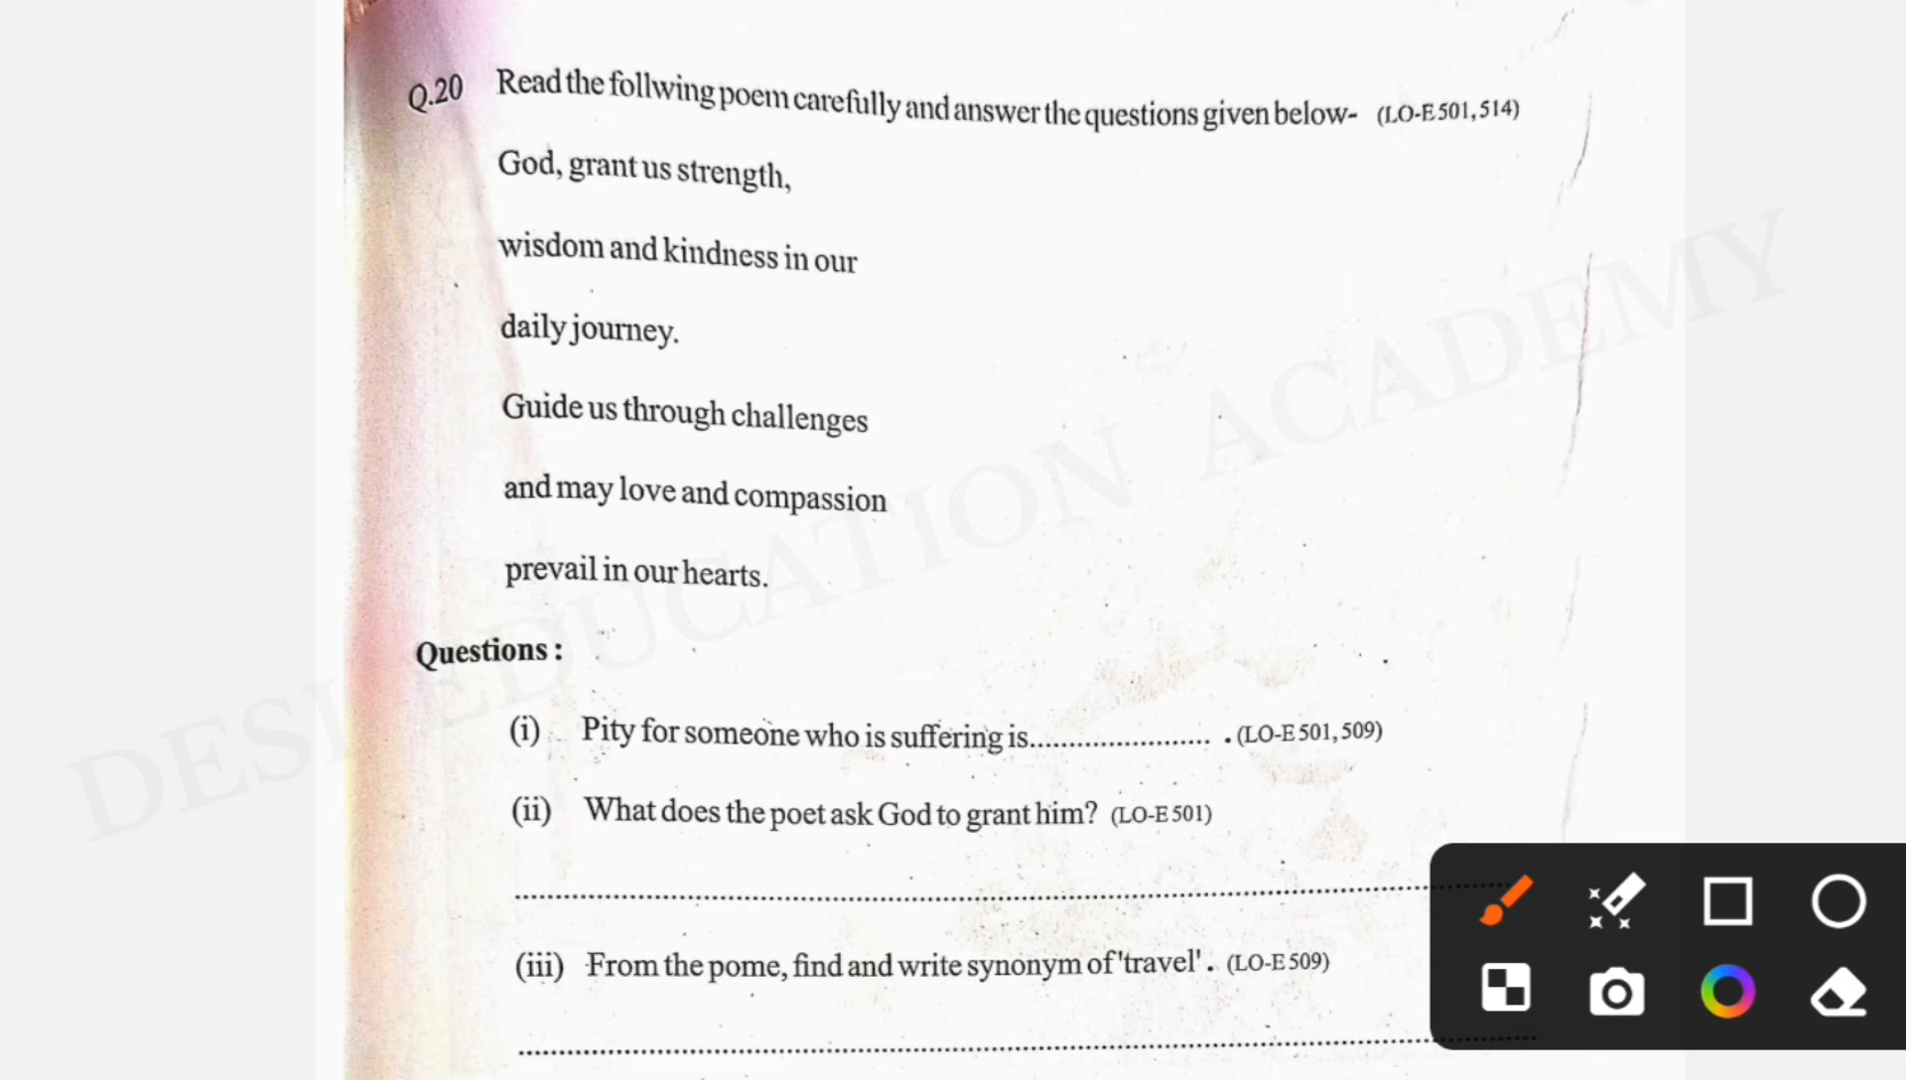 Q.20 Read the follwing poem carefully and answer the questions given below- (LO-E 501, 514)
God, grant us strength,
wisdom and kindness in our
daily journey.
Guide us through challenges
and may love and compassion
prevail in our hearts.
Questions :
(i) Pity for someone who is suffering is........................... . (LO-E 501, 509)
(ii) What does the poet ask God to grant him? (LO-E 501)
(iii) From the pome, find and write synonym of 'travel'. (LO-E 509)
DESI EDUCATION ACADEMY